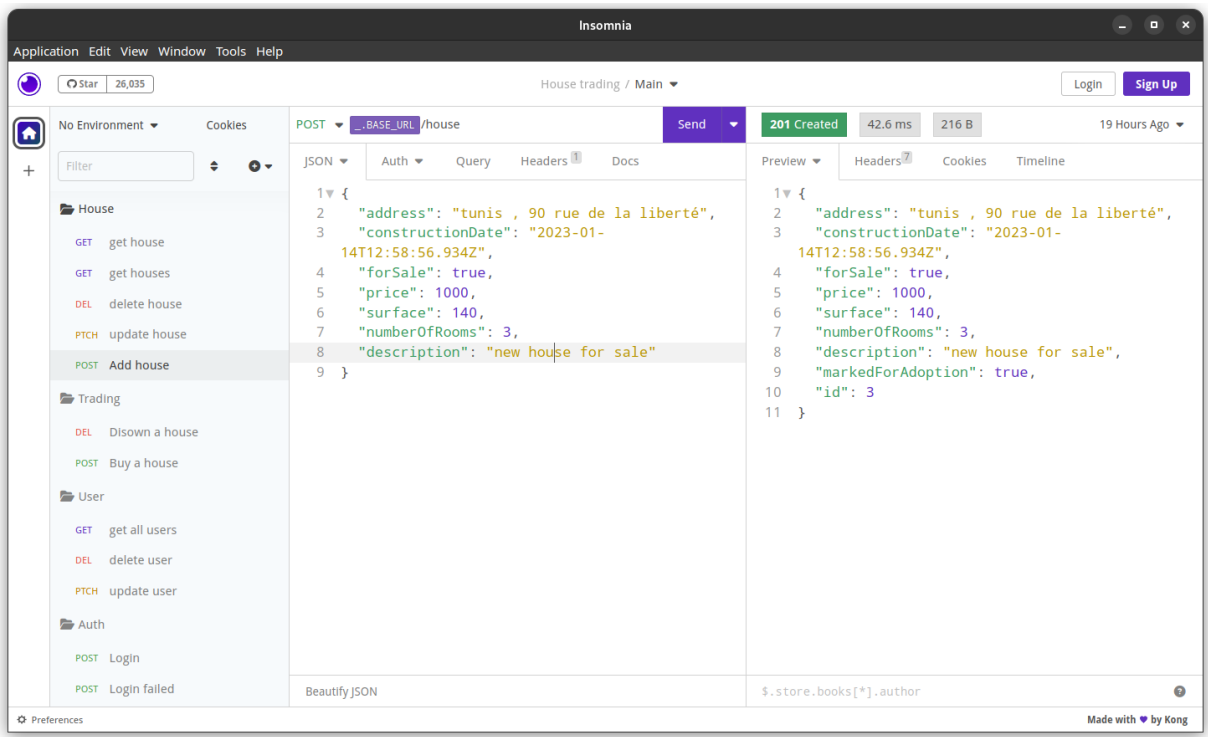 Insomnia
Application Edit View Window Tools Help
Star 26,035
House trading / Main
Login Sign Up
No Environment Cookies
Filter
House
GET get house
GET get houses
DEL delete house
PTCH update house
POST Add house
Trading
DEL Disown a house
POST Buy a house
User
GET get all users
DEL delete user
PTCH update user
Auth
POST Login
POST Login failed
POST _.BASE_URL /house Send
JSON Auth Query Headers 1 Docs
1 {
2 "address": "tunis , 90 rue de la liberté",
3 "constructionDate": "2023-01-
14T12:58:56.934Z",
4 "forSale": true,
5 "price": 1000,
6 "surface": 140,
7 "numberOfRooms": 3,
8 "description": "new house for sale"
9 }
Beautify JSON
201 Created 42.6 ms 216 B 19 Hours Ago
Preview Headers 7 Cookies Timeline
1 {
2 "address": "tunis , 90 rue de la liberté",
3 "constructionDate": "2023-01-
14T12:58:56.934Z",
4 "forSale": true,
5 "price": 1000,
6 "surface": 140,
7 "numberOfRooms": 3,
8 "description": "new house for sale",
9 "markedForAdoption": true,
10 "id": 3
11 }
$.store.books[*].author
Preferences
Made with ♥ by Kong